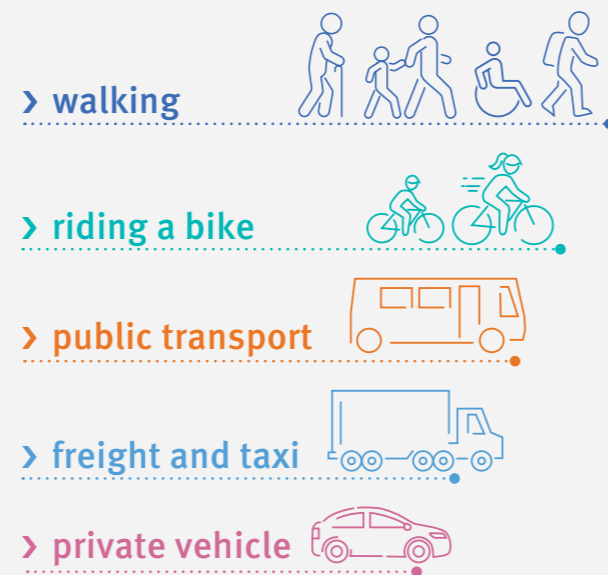 › walking
› riding a bike
› public transport
› freight and taxi
› private vehicle